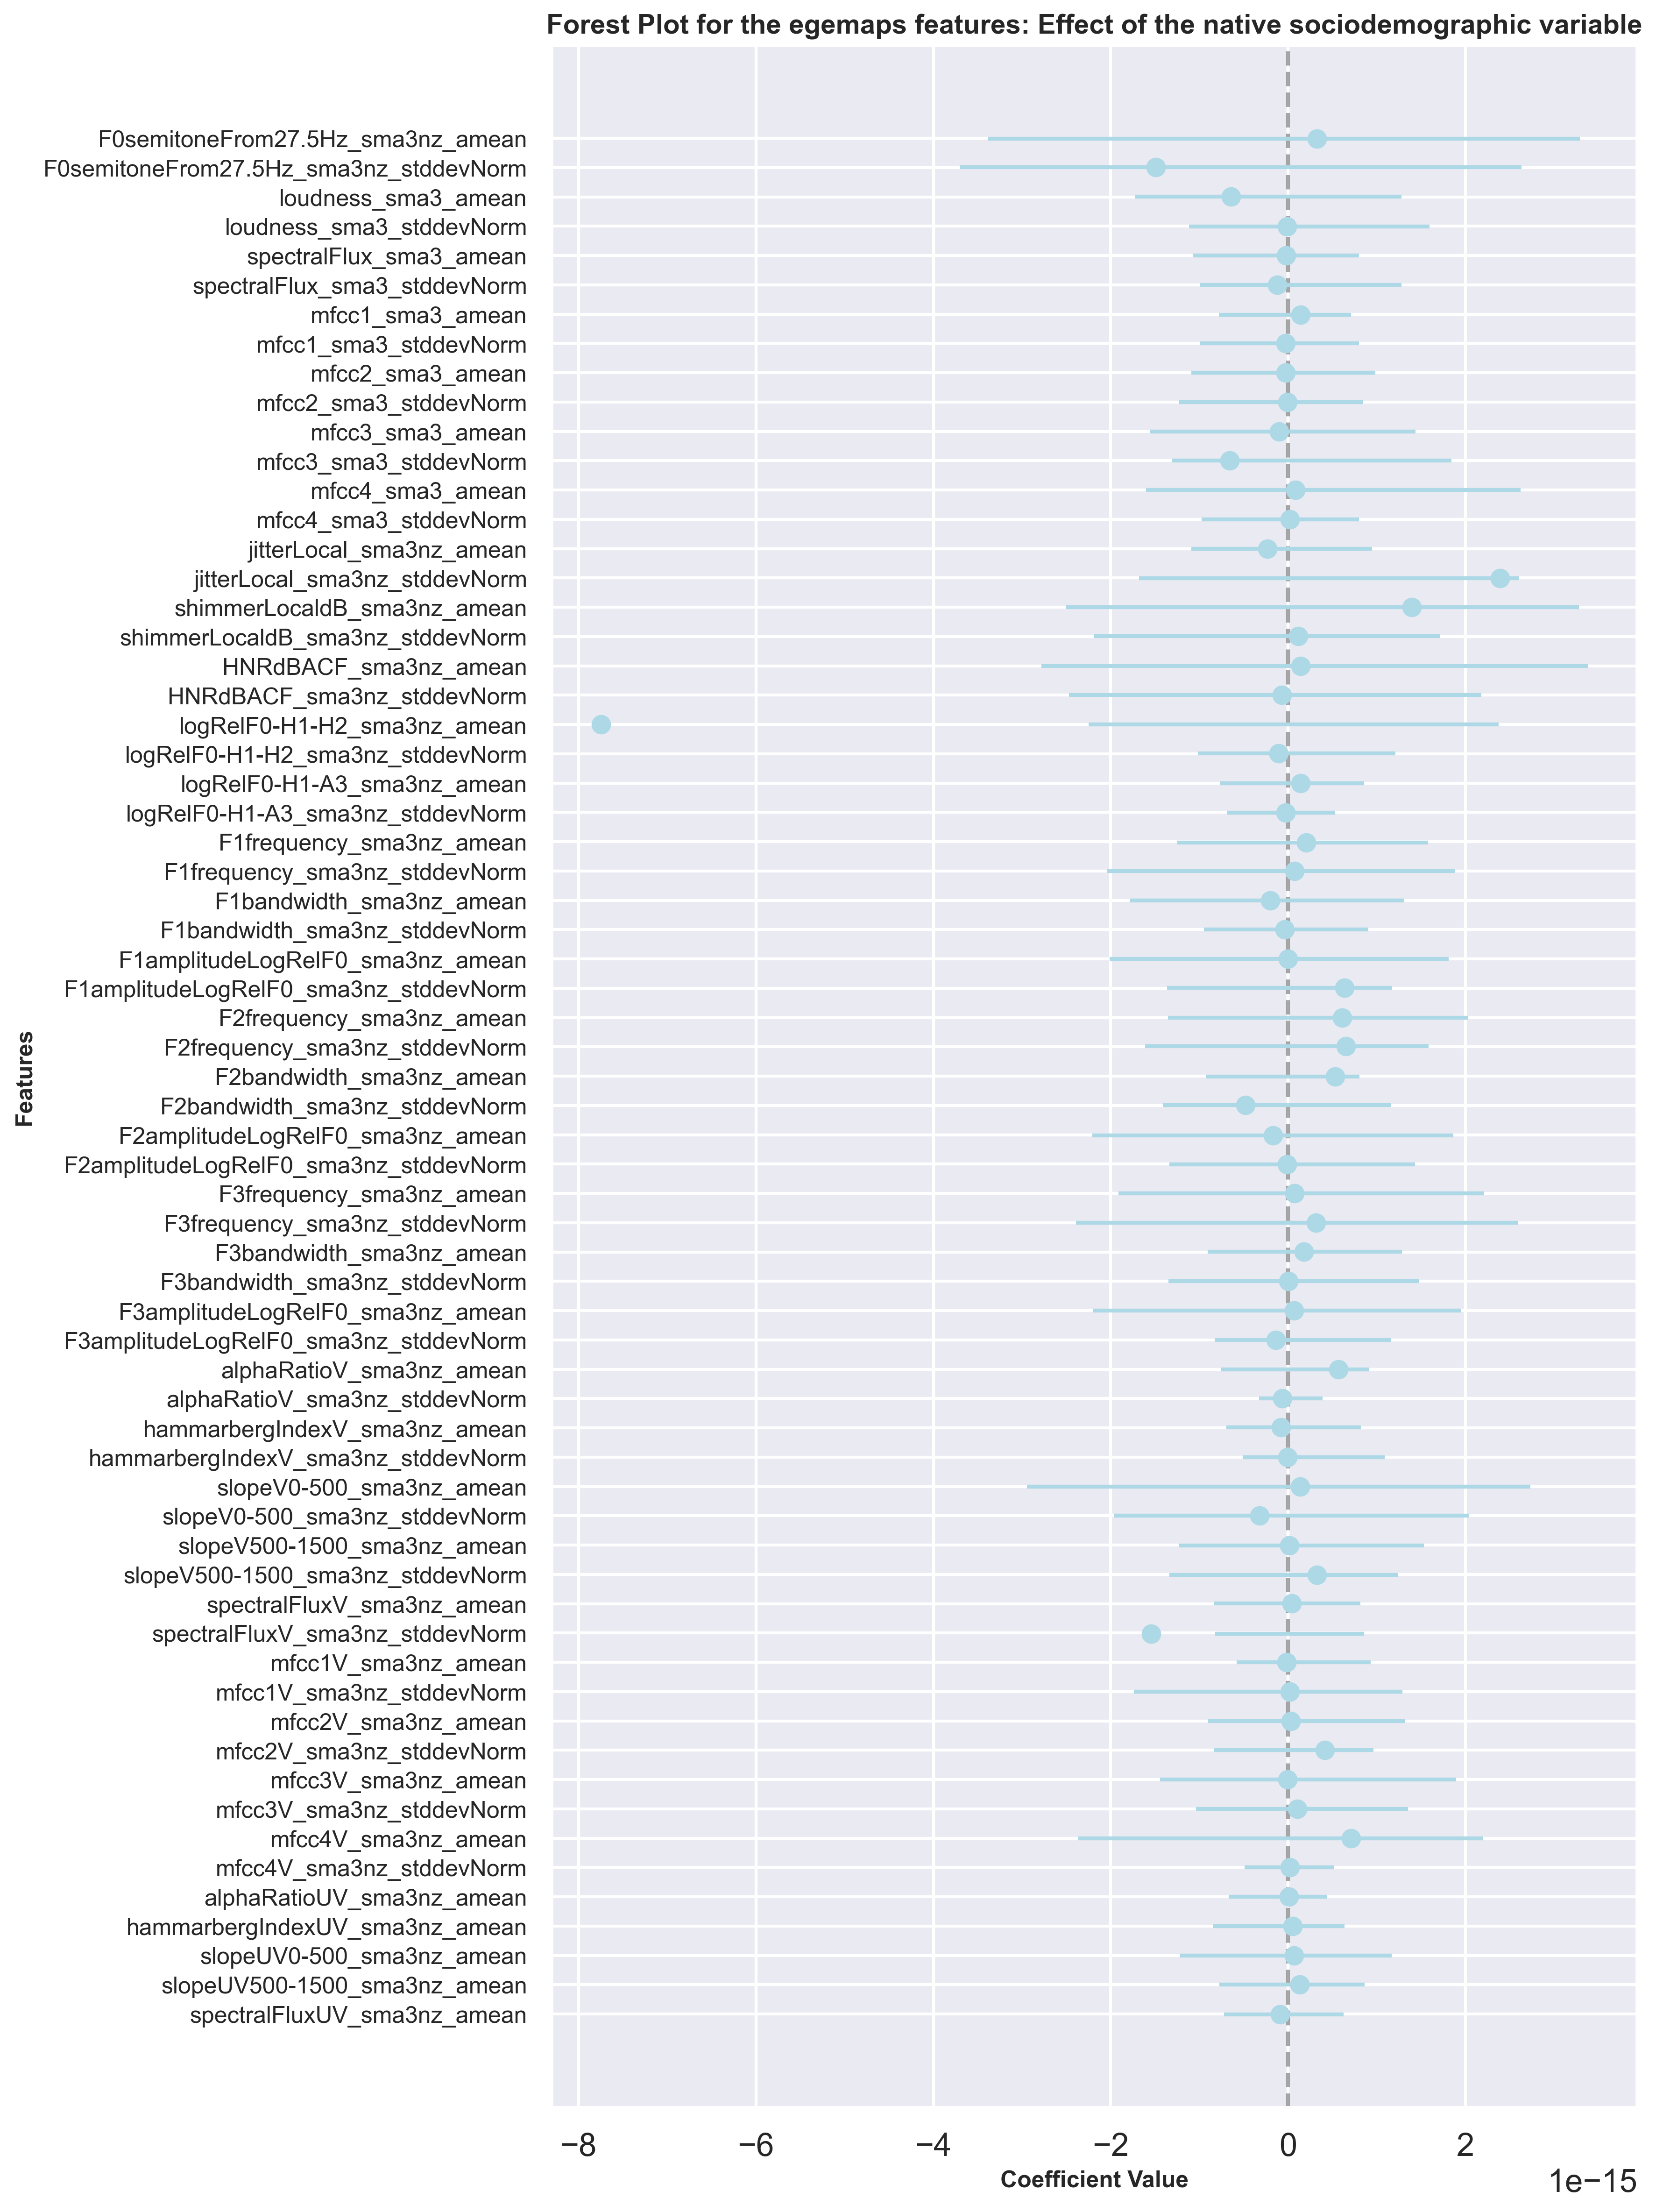 Forest Plot for the egemaps features: Effect of the native sociodemographic variable
F0semitoneFrom27.5Hz_sma3nz_amean
F0semitoneFrom27.5Hz_sma3nz_stddevNorm
loudness_sma3_amean
loudness_sma3_stddevNorm
spectralFlux_sma3_amean
spectralFlux_sma3_stddevNorm
mfcc1_sma3_amean
mfcc1_sma3_stddevNorm
mfcc2_sma3_amean
mfcc2_sma3_stddevNorm
mfcc3_sma3_amean
mfcc3_sma3_stddevNorm
mfcc4_sma3_amean
mfcc4_sma3_stddevNorm
jitterLocal_sma3nz_amean
jitterLocal_sma3nz_stddevNorm
shimmerLocaldB_sma3nz_amean
shimmerLocaldB_sma3nz_stddevNorm
HNRdBACF_sma3nz_amean
HNRdBACF_sma3nz_stddevNorm
logRelF0-H1-H2_sma3nz_amean
logRelF0-H1-H2_sma3nz_stddevNorm
logRelF0-H1-A3_sma3nz_amean
logRelF0-H1-A3_sma3nz_stddevNorm
F1frequency_sma3nz_amean
F1frequency_sma3nz_stddevNorm
F1bandwidth_sma3nz_amean
F1bandwidth_sma3nz_stddevNorm
F1amplitudeLogRelF0_sma3nz_amean
F1amplitudeLogRelF0_sma3nz_stddevNorm
F2frequency_sma3nz_amean
F2frequency_sma3nz_stddevNorm
F2bandwidth_sma3nz_amean
F2bandwidth_sma3nz_stddevNorm
F2amplitudeLogRelF0_sma3nz_amean
F2amplitudeLogRelF0_sma3nz_stddevNorm
F3frequency_sma3nz_amean
F3frequency_sma3nz_stddevNorm
F3bandwidth_sma3nz_amean
F3bandwidth_sma3nz_stddevNorm
F3amplitudeLogRelF0_sma3nz_amean
F3amplitudeLogRelF0_sma3nz_stddevNorm
alphaRatioV_sma3nz_amean
alphaRatioV_sma3nz_stddevNorm
hammarbergIndexV_sma3nz_amean
hammarbergIndexV_sma3nz_stddevNorm
slopeV0-500_sma3nz_amean
slopeV0-500_sma3nz_stddevNorm
slopeV500-1500_sma3nz_amean
slopeV500-1500_sma3nz_stddevNorm
spectralFluxV_sma3nz_amean
spectralFluxV_sma3nz_stddevNorm
mfcc1V_sma3nz_amean
mfcc1V_sma3nz_stddevNorm
mfcc2V_sma3nz_amean
mfcc2V_sma3nz_stddevNorm
mfcc3V_sma3nz_amean
mfcc3V_sma3nz_stddevNorm
mfcc4V_sma3nz_amean
mfcc4V_sma3nz_stddevNorm
alphaRatioUV_sma3nz_amean
hammarbergIndexUV_sma3nz_amean
slopeUV0-500_sma3nz_amean
slopeUV500-1500_sma3nz_amean
spectralFluxUV_sma3nz_amean
Features
−8 −6 −4 −2 0 2
Coefficient Value
1e−15